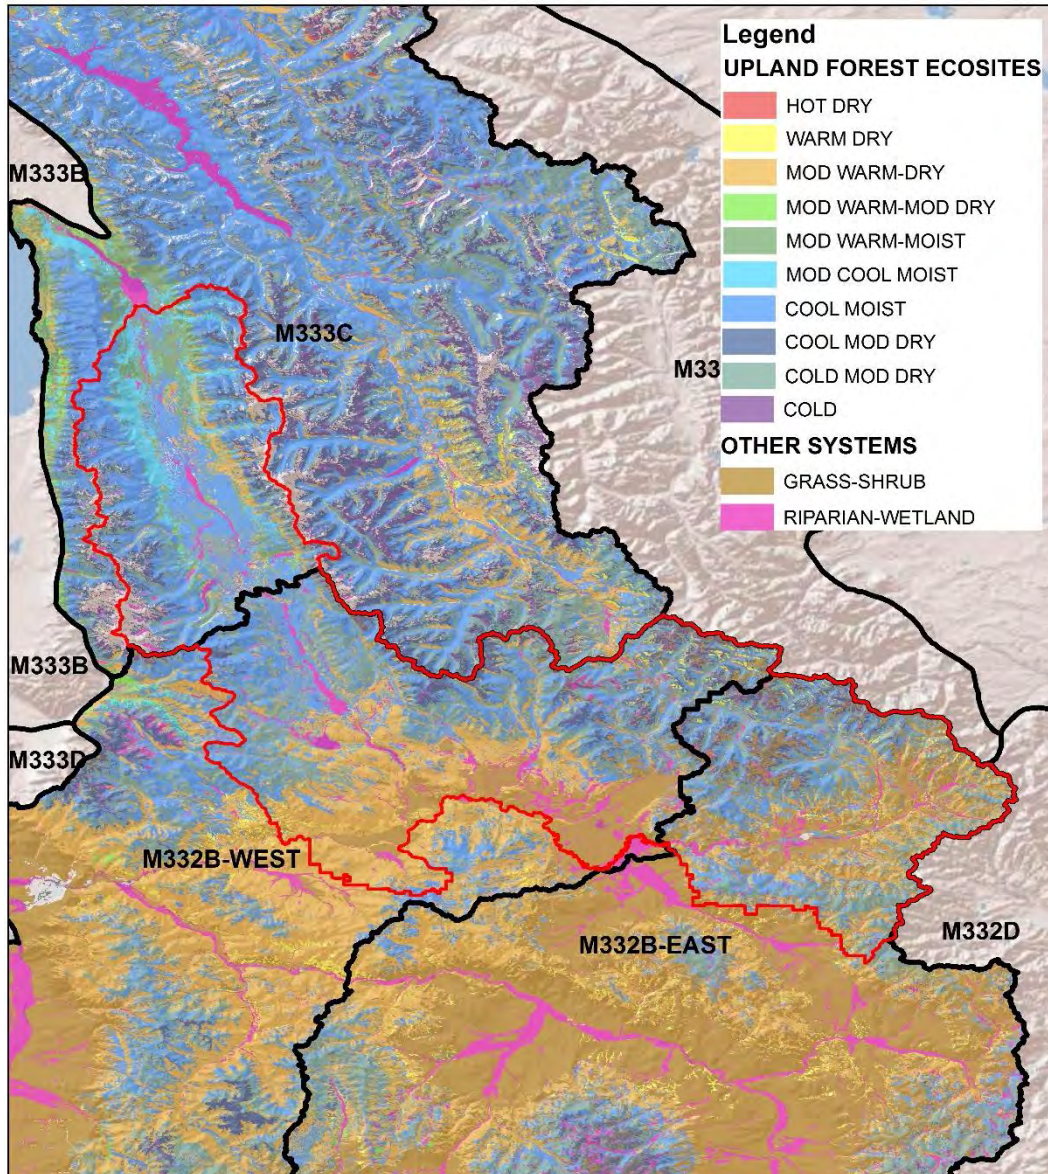 Legend
UPLAND FOREST ECOSITES
HOT DRY
WARM DRY
MOD WARM-DRY
MOD WARM-MOD DRY
MOD WARM-MOIST
MOD COOL MOIST
COOL MOIST
COOL MOD DRY
COLD MOD DRY
COLD
OTHER SYSTEMS
GRASS-SHRUB
RIPARIAN-WETLAND
M333B
M333C
M33
M333B
M333D
M332B-WEST
M332B-EAST
M332D